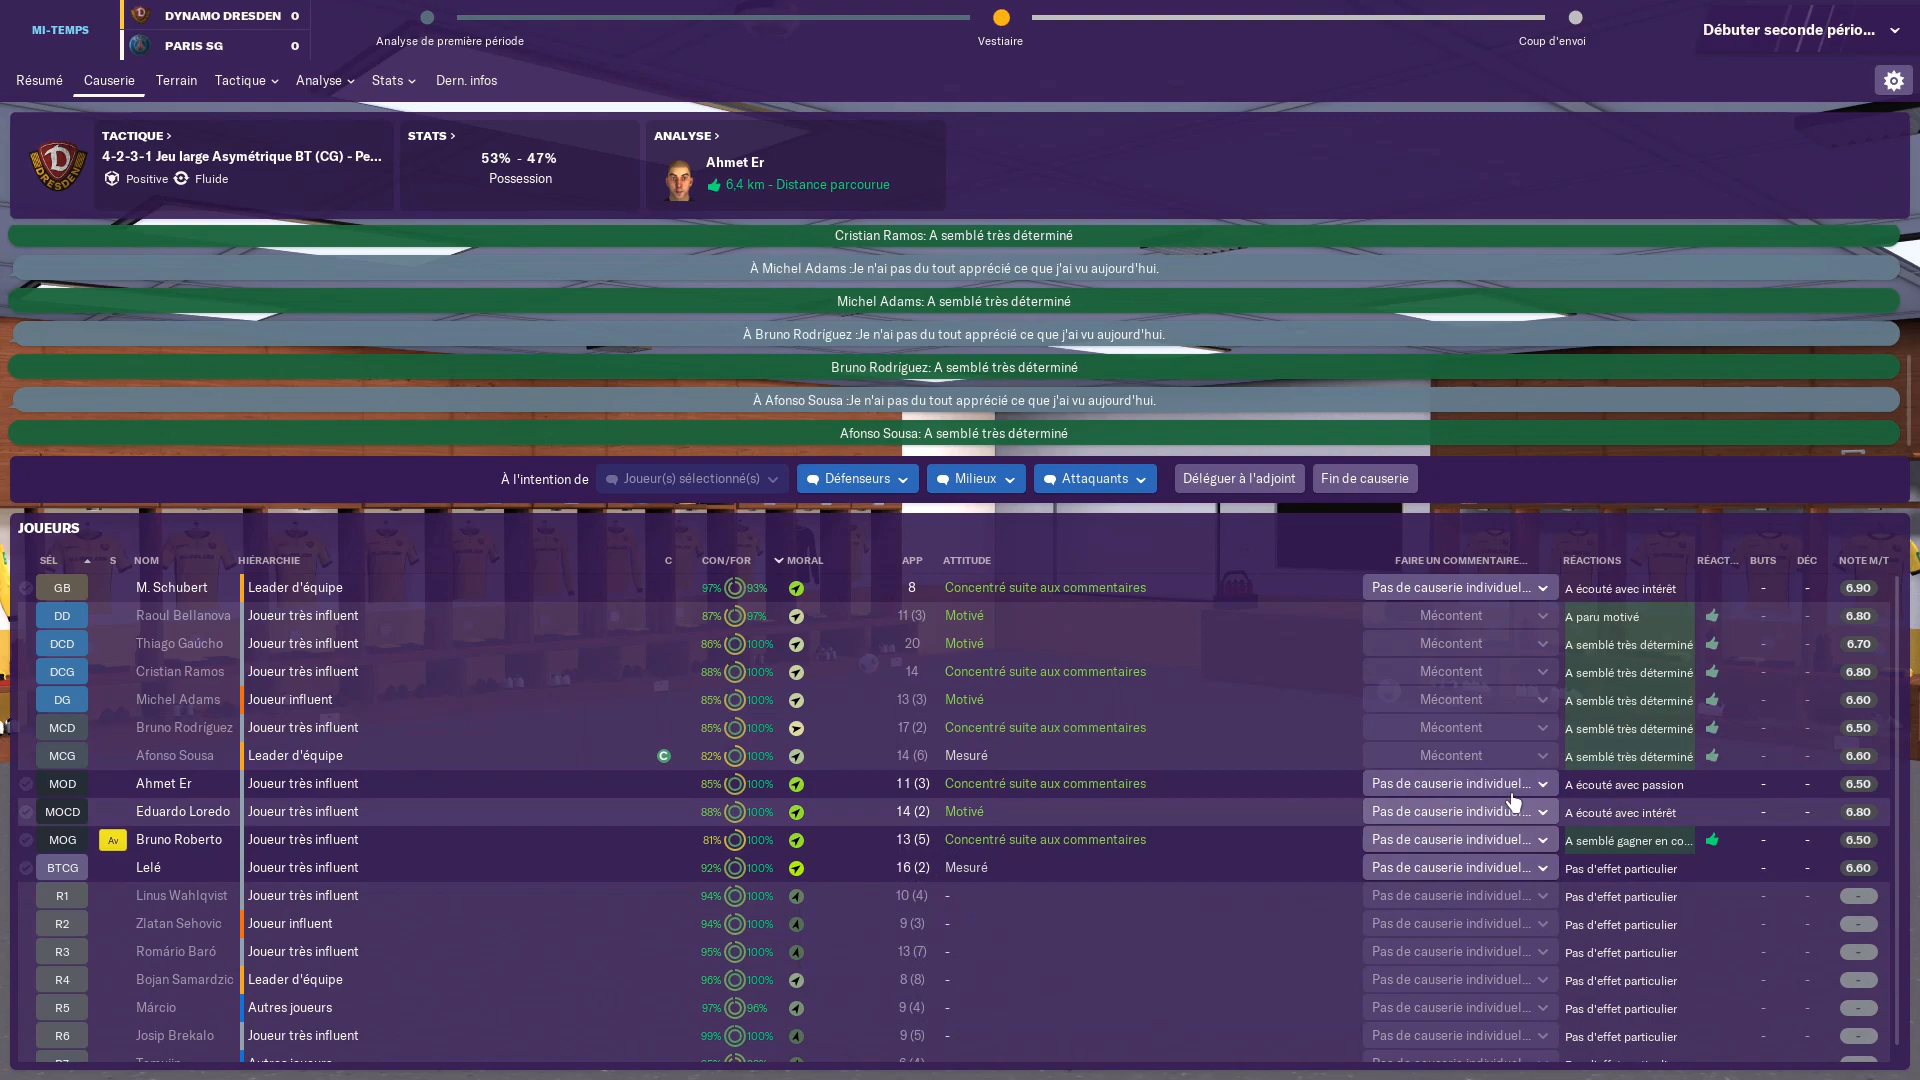 MI-TEMPS
DYNAMO DRESDEN 0
PARIS SG 0
Analyse de première période
Vestiaire
Coup d'envoi
Débuter seconde pério...
Résumé Causerie Terrain Tactique Analyse Stats Dern. infos
TACTIQUE >
4-2-3-1 Jeu large Asymétrique BT (CG) - Pe...
Positive Fluide
STATS >
53% - 47%
Possession
ANALYSE >
Ahmet Er
6,4 km - Distance parcourue
Cristian Ramos: A semblé très déterminé
À Michel Adams :Je n'ai pas du tout apprécié ce que j'ai vu aujourd'hui.
Michel Adams: A semblé très déterminé
À Bruno Rodríguez :Je n'ai pas du tout apprécié ce que j'ai vu aujourd'hui.
Bruno Rodríguez: A semblé très déterminé
À Afonso Sousa :Je n'ai pas du tout apprécié ce que j'ai vu aujourd'hui.
Afonso Sousa: A semblé très déterminé
À l'intention de Joueur(s) sélectionné(s) Défenseurs Milieux Attaquants Déléguer à l'adjoint Fin de causerie
JOUEURS
SÉL S NOM HIÉRARCHIE C CON/FOR MORAL APP ATTITUDE FAIRE UN COMMENTAIRE... RÉACTIONS RÉACT... BUTS DÉC NOTE M/T
GB M. Schubert Leader d'équipe 97% 93% 8 Concentré suite aux commentaires Pas de causerie individuel... A écouté avec intérêt - - 6.90
DD Raoul Bellanova Joueur très influent 87% 97% 11 (3) Motivé Mécontent A paru motivé - - 6.80
DCD Thiago Gaúcho Joueur très influent 86% 100% 20 Motivé Mécontent A semblé très déterminé - - 6.70
DCG Cristian Ramos Joueur très influent 88% 100% 14 Concentré suite aux commentaires Mécontent A semblé très déterminé - - 6.80
DG Michel Adams Joueur influent 85% 100% 13 (3) Motivé Mécontent A semblé très déterminé - - 6.60
MCD Bruno Rodríguez Joueur très influent 85% 100% 17 (2) Concentré suite aux commentaires Mécontent A semblé très déterminé - - 6.50
MCG Afonso Sousa Leader d'équipe C 82% 100% 14 (6) Mesuré Mécontent A semblé très déterminé - - 6.60
MOD Ahmet Er Joueur très influent 85% 100% 11 (3) Concentré suite aux commentaires Pas de causerie individuel... A écouté avec passion - - 6.50
MOCD Eduardo Loredo Joueur très influent 88% 100% 14 (2) Motivé Pas de causerie individuel... A écouté avec intérêt - - 6.80
MOG Av Bruno Roberto Joueur très influent 81% 100% 13 (5) Concentré suite aux commentaires Pas de causerie individuel... A semblé gagner en co... - - 6.50
BTCG Lelé Joueur très influent 92% 100% 16 (2) Mesuré Pas de causerie individuel... Pas d'effet particulier - - 6.60
R1 Linus Wahlqvist Joueur très influent 94% 100% 10 (4) - Pas de causerie individuel... Pas d'effet particulier - - -
R2 Zlatan Sehovic Joueur influent 94% 100% 9 (3) - Pas de causerie individuel... Pas d'effet particulier - - -
R3 Romário Baró Joueur très influent 95% 100% 13 (7) - Pas de causerie individuel... Pas d'effet particulier - - -
R4 Bojan Samardzic Leader d'équipe 96% 100% 8 (8) - Pas de causerie individuel... Pas d'effet particulier - - -
R5 Márcio Autres joueurs 97% 96% 9 (4) - Pas de causerie individuel... Pas d'effet particulier - - -
R6 Josip Brekalo Joueur très influent 99% 100% 9 (5) - Pas de causerie individuel... Pas d'effet particulier - - -